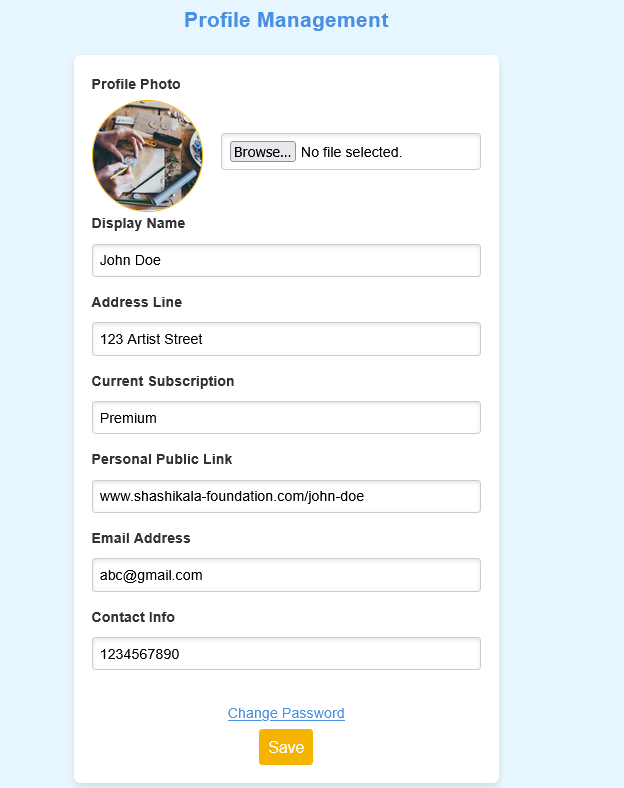 Profile Management
Profile Photo
Browse... No file selected.
Display Name
John Doe
Address Line
123 Artist Street
Current Subscription
Premium
Personal Public Link
www.shashikala-foundation.com/john-doe
Email Address
abc@gmail.com
Contact Info
1234567890
Change Password
Save